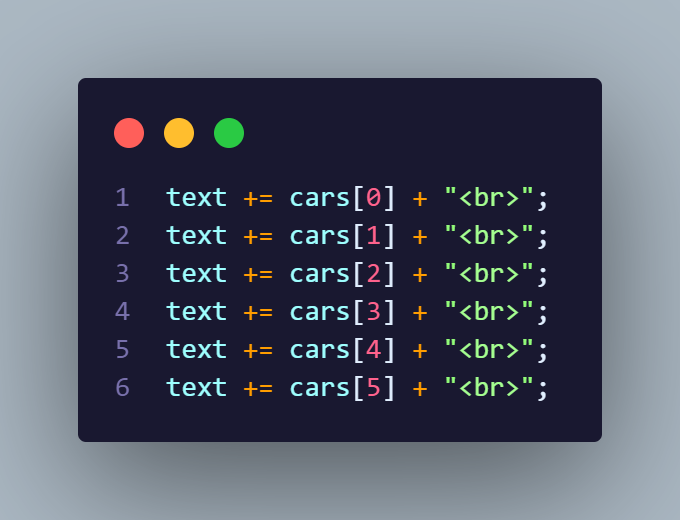 1 text += cars[0] + "<br>";
2 text += cars[1] + "<br>";
3 text += cars[2] + "<br>";
4 text += cars[3] + "<br>";
5 text += cars[4] + "<br>";
6 text += cars[5] + "<br>";